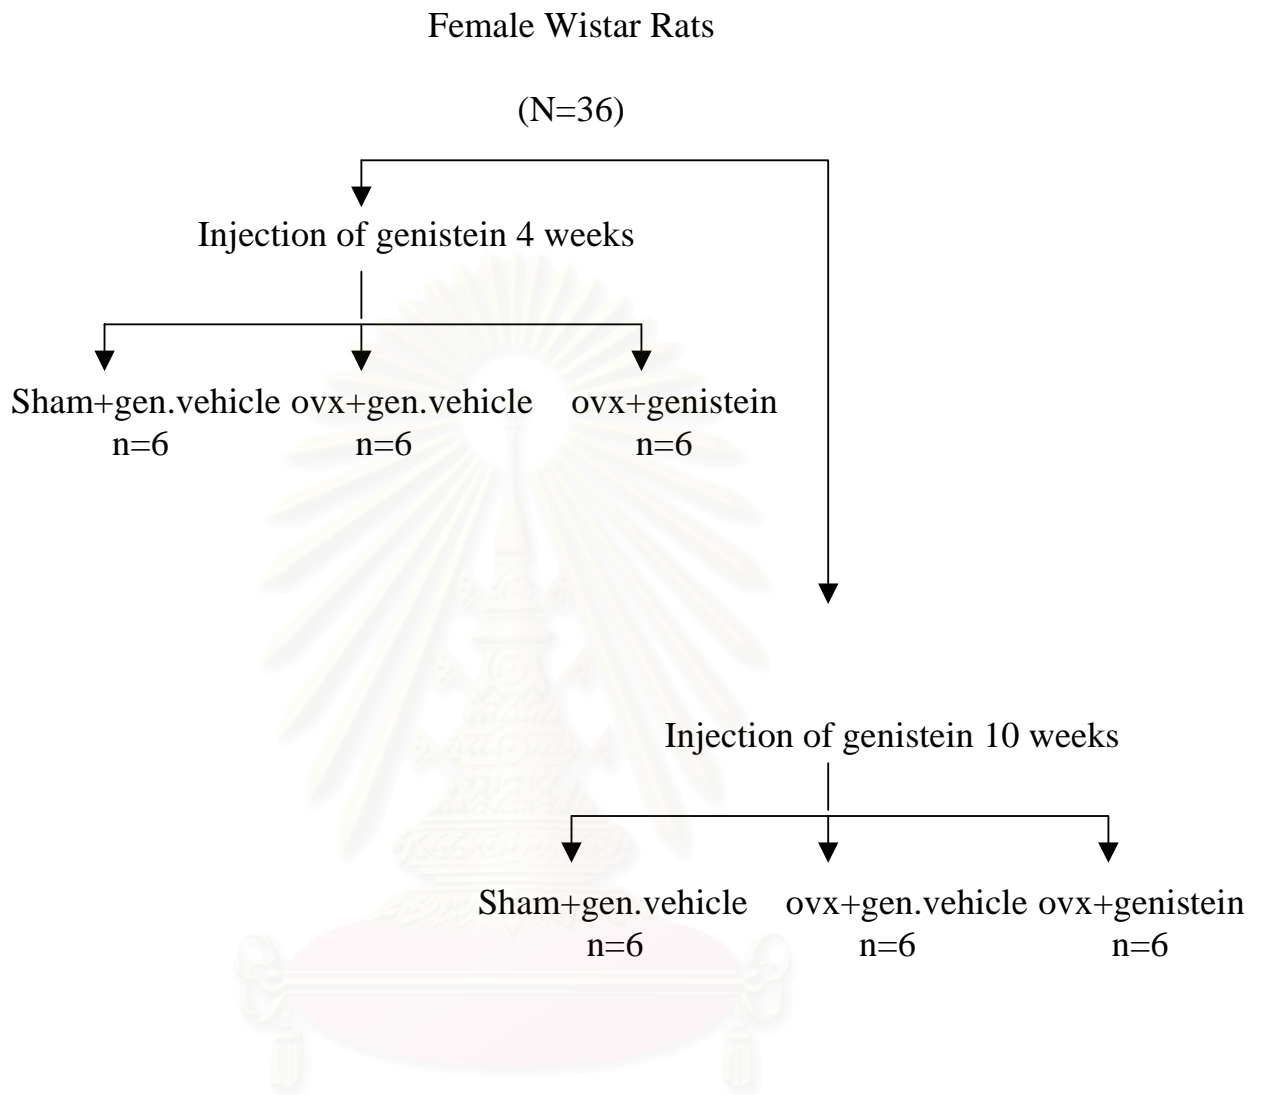 Female Wistar Rats
(N=36)
Injection of genistein 4 weeks
Sham+gen.vehicle ovx+gen.vehicle ovx+genistein
n=6 n=6 n=6
Injection of genistein 10 weeks
Sham+gen.vehicle ovx+gen.vehicle ovx+genistein
n=6 n=6 n=6